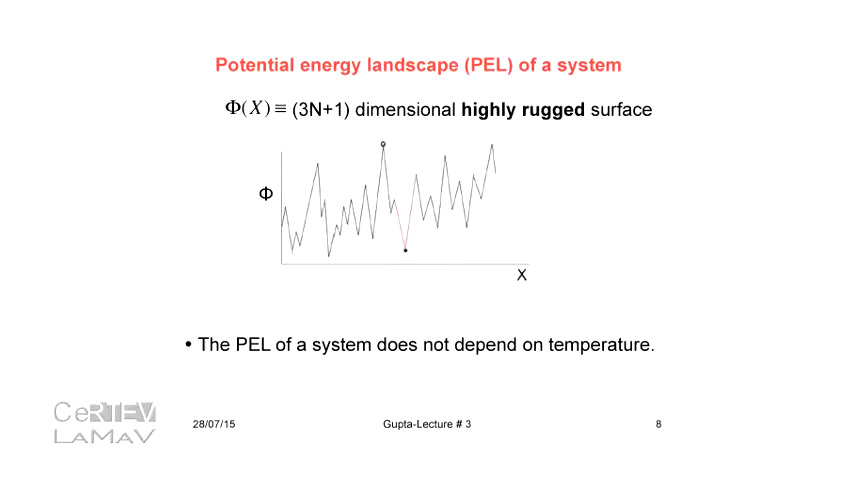 Potential energy landscape (PEL) of a system
Φ(X) ≡ (3N+1) dimensional highly rugged surface
Φ
X
• The PEL of a system does not depend on temperature.
CeRTEV
LaMaV
28/07/15 Gupta-Lecture # 3 8